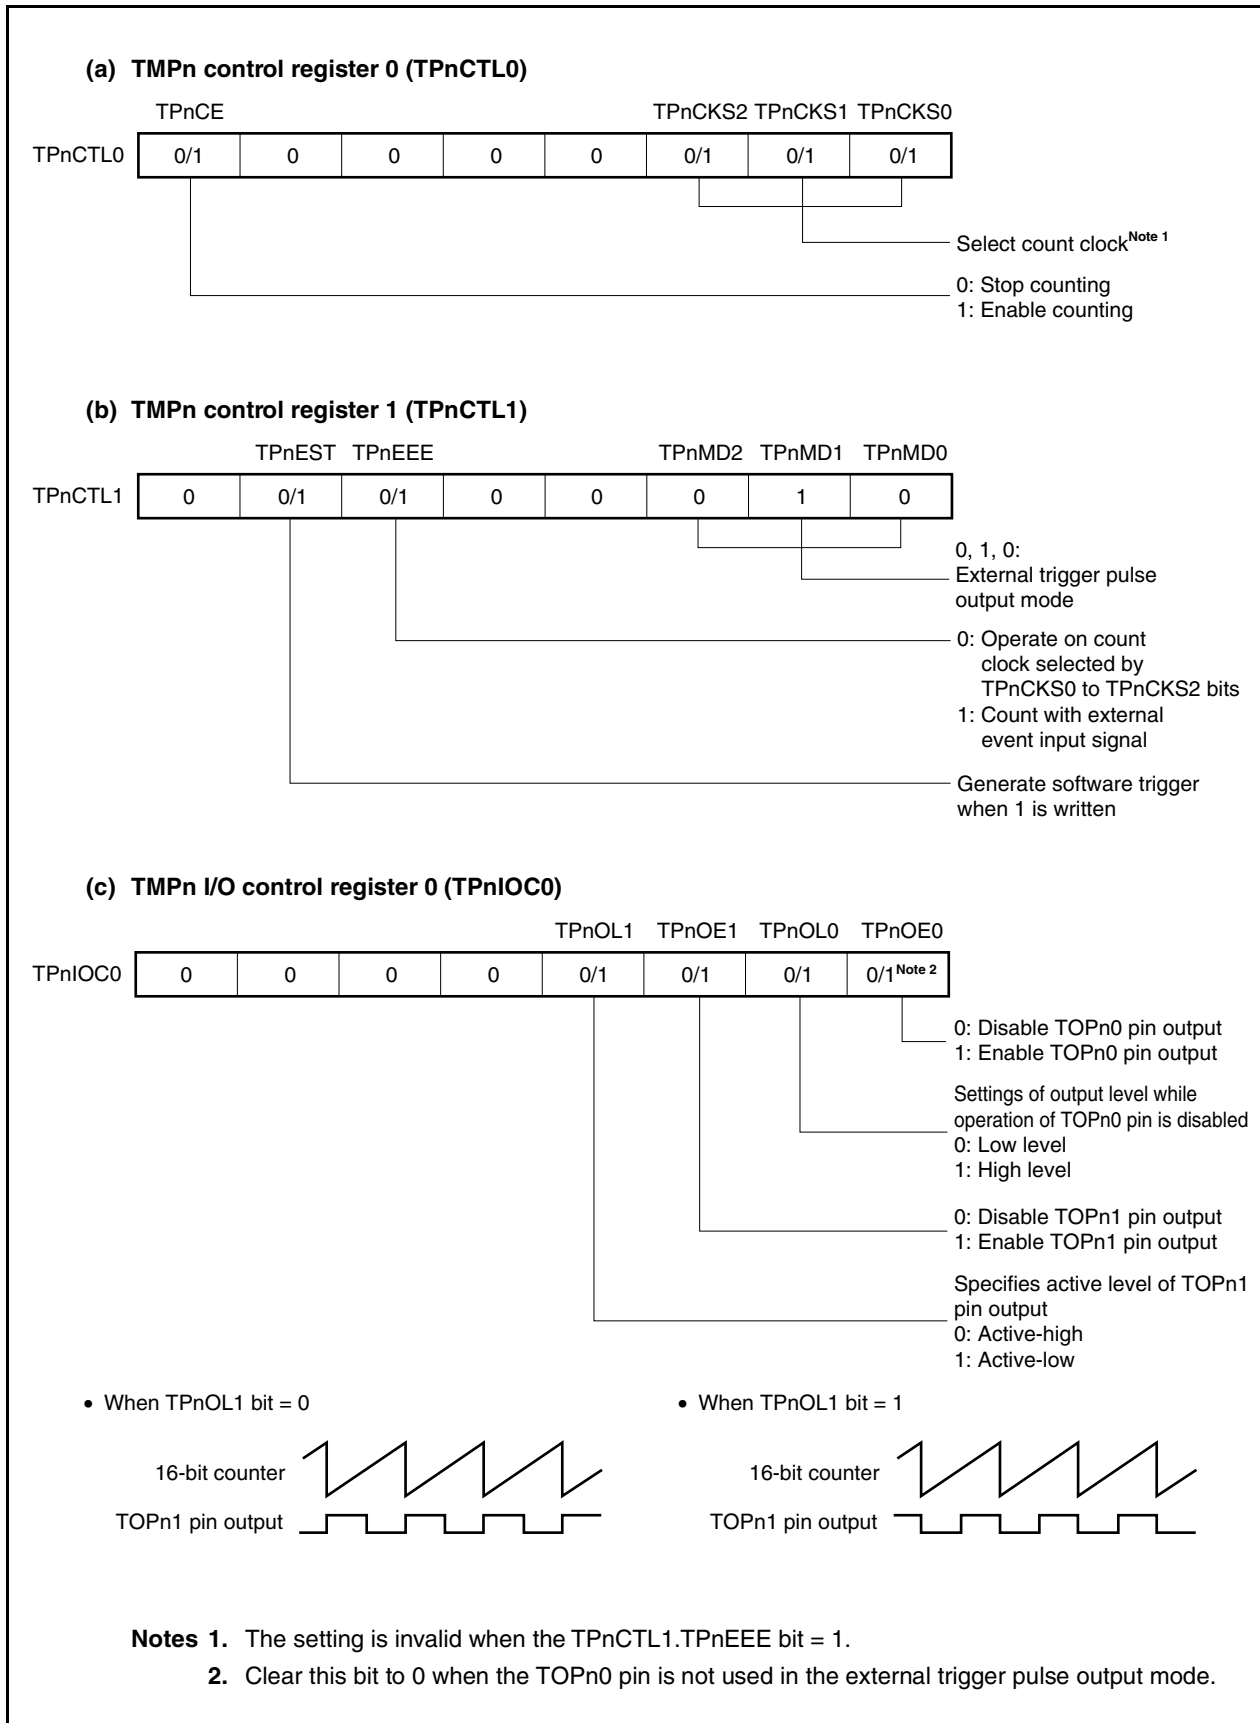 (a) TMPn control register 0 (TPnCTL0)
TPnCE TPnCKS2 TPnCKS1 TPnCKS0
TPnCTL0 0/1 0 0 0 0 0/1 0/1 0/1
Select count clock Note 1
0: Stop counting
1: Enable counting
(b) TMPn control register 1 (TPnCTL1)
TPnEST TPnEEE TPnMD2 TPnMD1 TPnMD0
TPnCTL1 0 0/1 0/1 0 0 0 1 0
0, 1, 0:
External trigger pulse
output mode
0: Operate on count
clock selected by
TPnCKS0 to TPnCKS2 bits
1: Count with external
event input signal
Generate software trigger
when 1 is written
(c) TMPn I/O control register 0 (TPnIOC0)
TPnOL1 TPnOE1 TPnOL0 TPnOE0
TPnIOC0 0 0 0 0 0/1 0/1 0/1 0/1 Note 2
0: Disable TOPn0 pin output
1: Enable TOPn0 pin output
Settings of output level while
operation of TOPn0 pin is disabled
0: Low level
1: High level
0: Disable TOPn1 pin output
1: Enable TOPn1 pin output
Specifies active level of TOPn1
pin output
0: Active-high
1: Active-low
• When TPnOL1 bit = 0
16-bit counter
TOPn1 pin output
• When TPnOL1 bit = 1
16-bit counter
TOPn1 pin output
Notes 1. The setting is invalid when the TPnCTL1.TPnEEE bit = 1.
2. Clear this bit to 0 when the TOPn0 pin is not used in the external trigger pulse output mode.